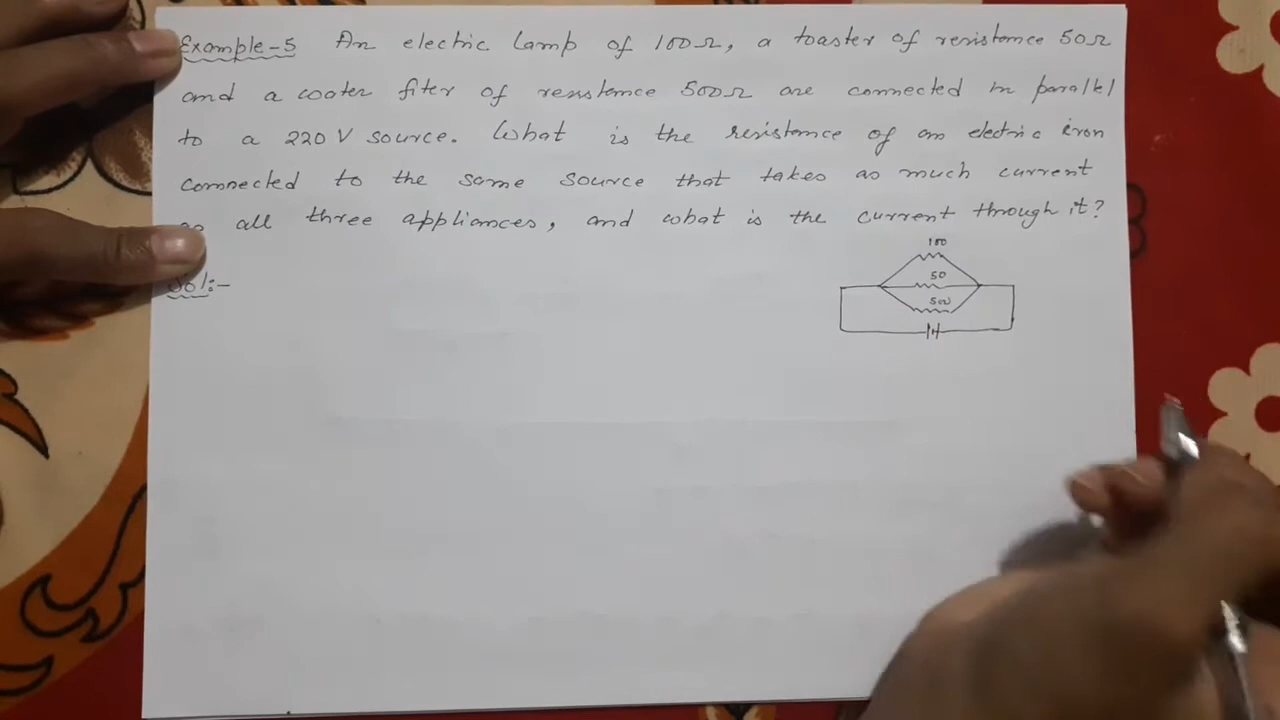 Example-5 An electric lamp of 100Ω, a toaster of resistance 50Ω
and a water fiter of resistance 500Ω are connected in parallel
to a 220 V source. What is the resistance of an electric iron
connected to the same source that takes as much current
as all three appliances, and what is the current through it?
100
50
500
Sol:-